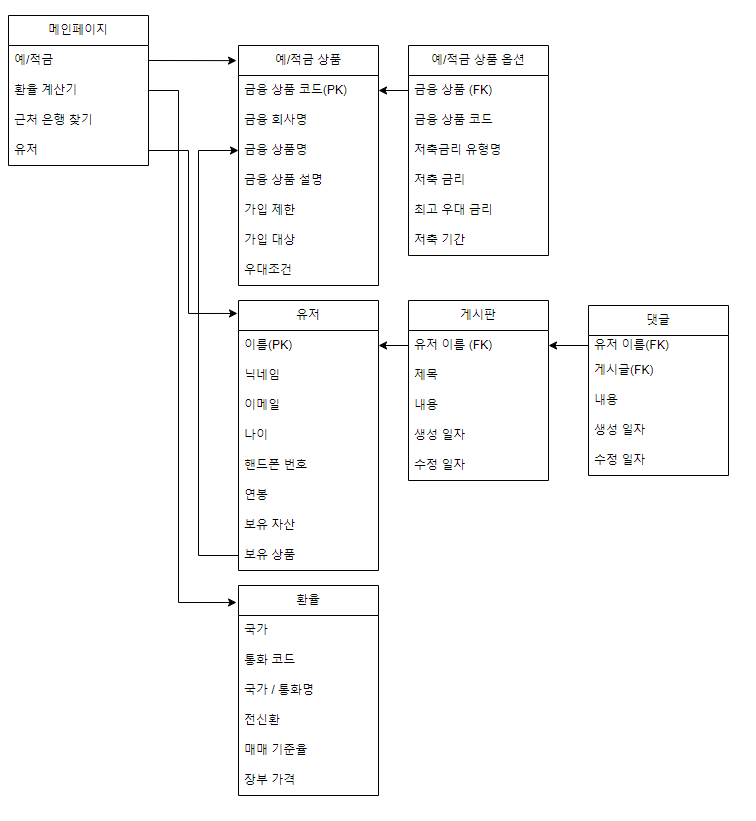 메인페이지
예/적금
환율 계산기
근처 은행 찾기
유저
예/적금 상품
금융 상품 코드(PK)
금융 회사명
금융 상품명
금융 상품 설명
가입 제한
가입 대상
우대조건
예/적금 상품 옵션
금융 상품 (FK)
금융 상품 코드
저축금리 유형명
저축 금리
최고 우대 금리
저축 기간
유저
이름(PK)
닉네임
이메일
나이
핸드폰 번호
연봉
보유 자산
보유 상품
게시판
유저 이름 (FK)
제목
내용
생성 일자
수정 일자
댓글
유저 이름(FK)
게시글(FK)
내용
생성 일자
수정 일자
환율
국가
통화 코드
국가 / 통화명
전신환
매매 기준율
장부 가격